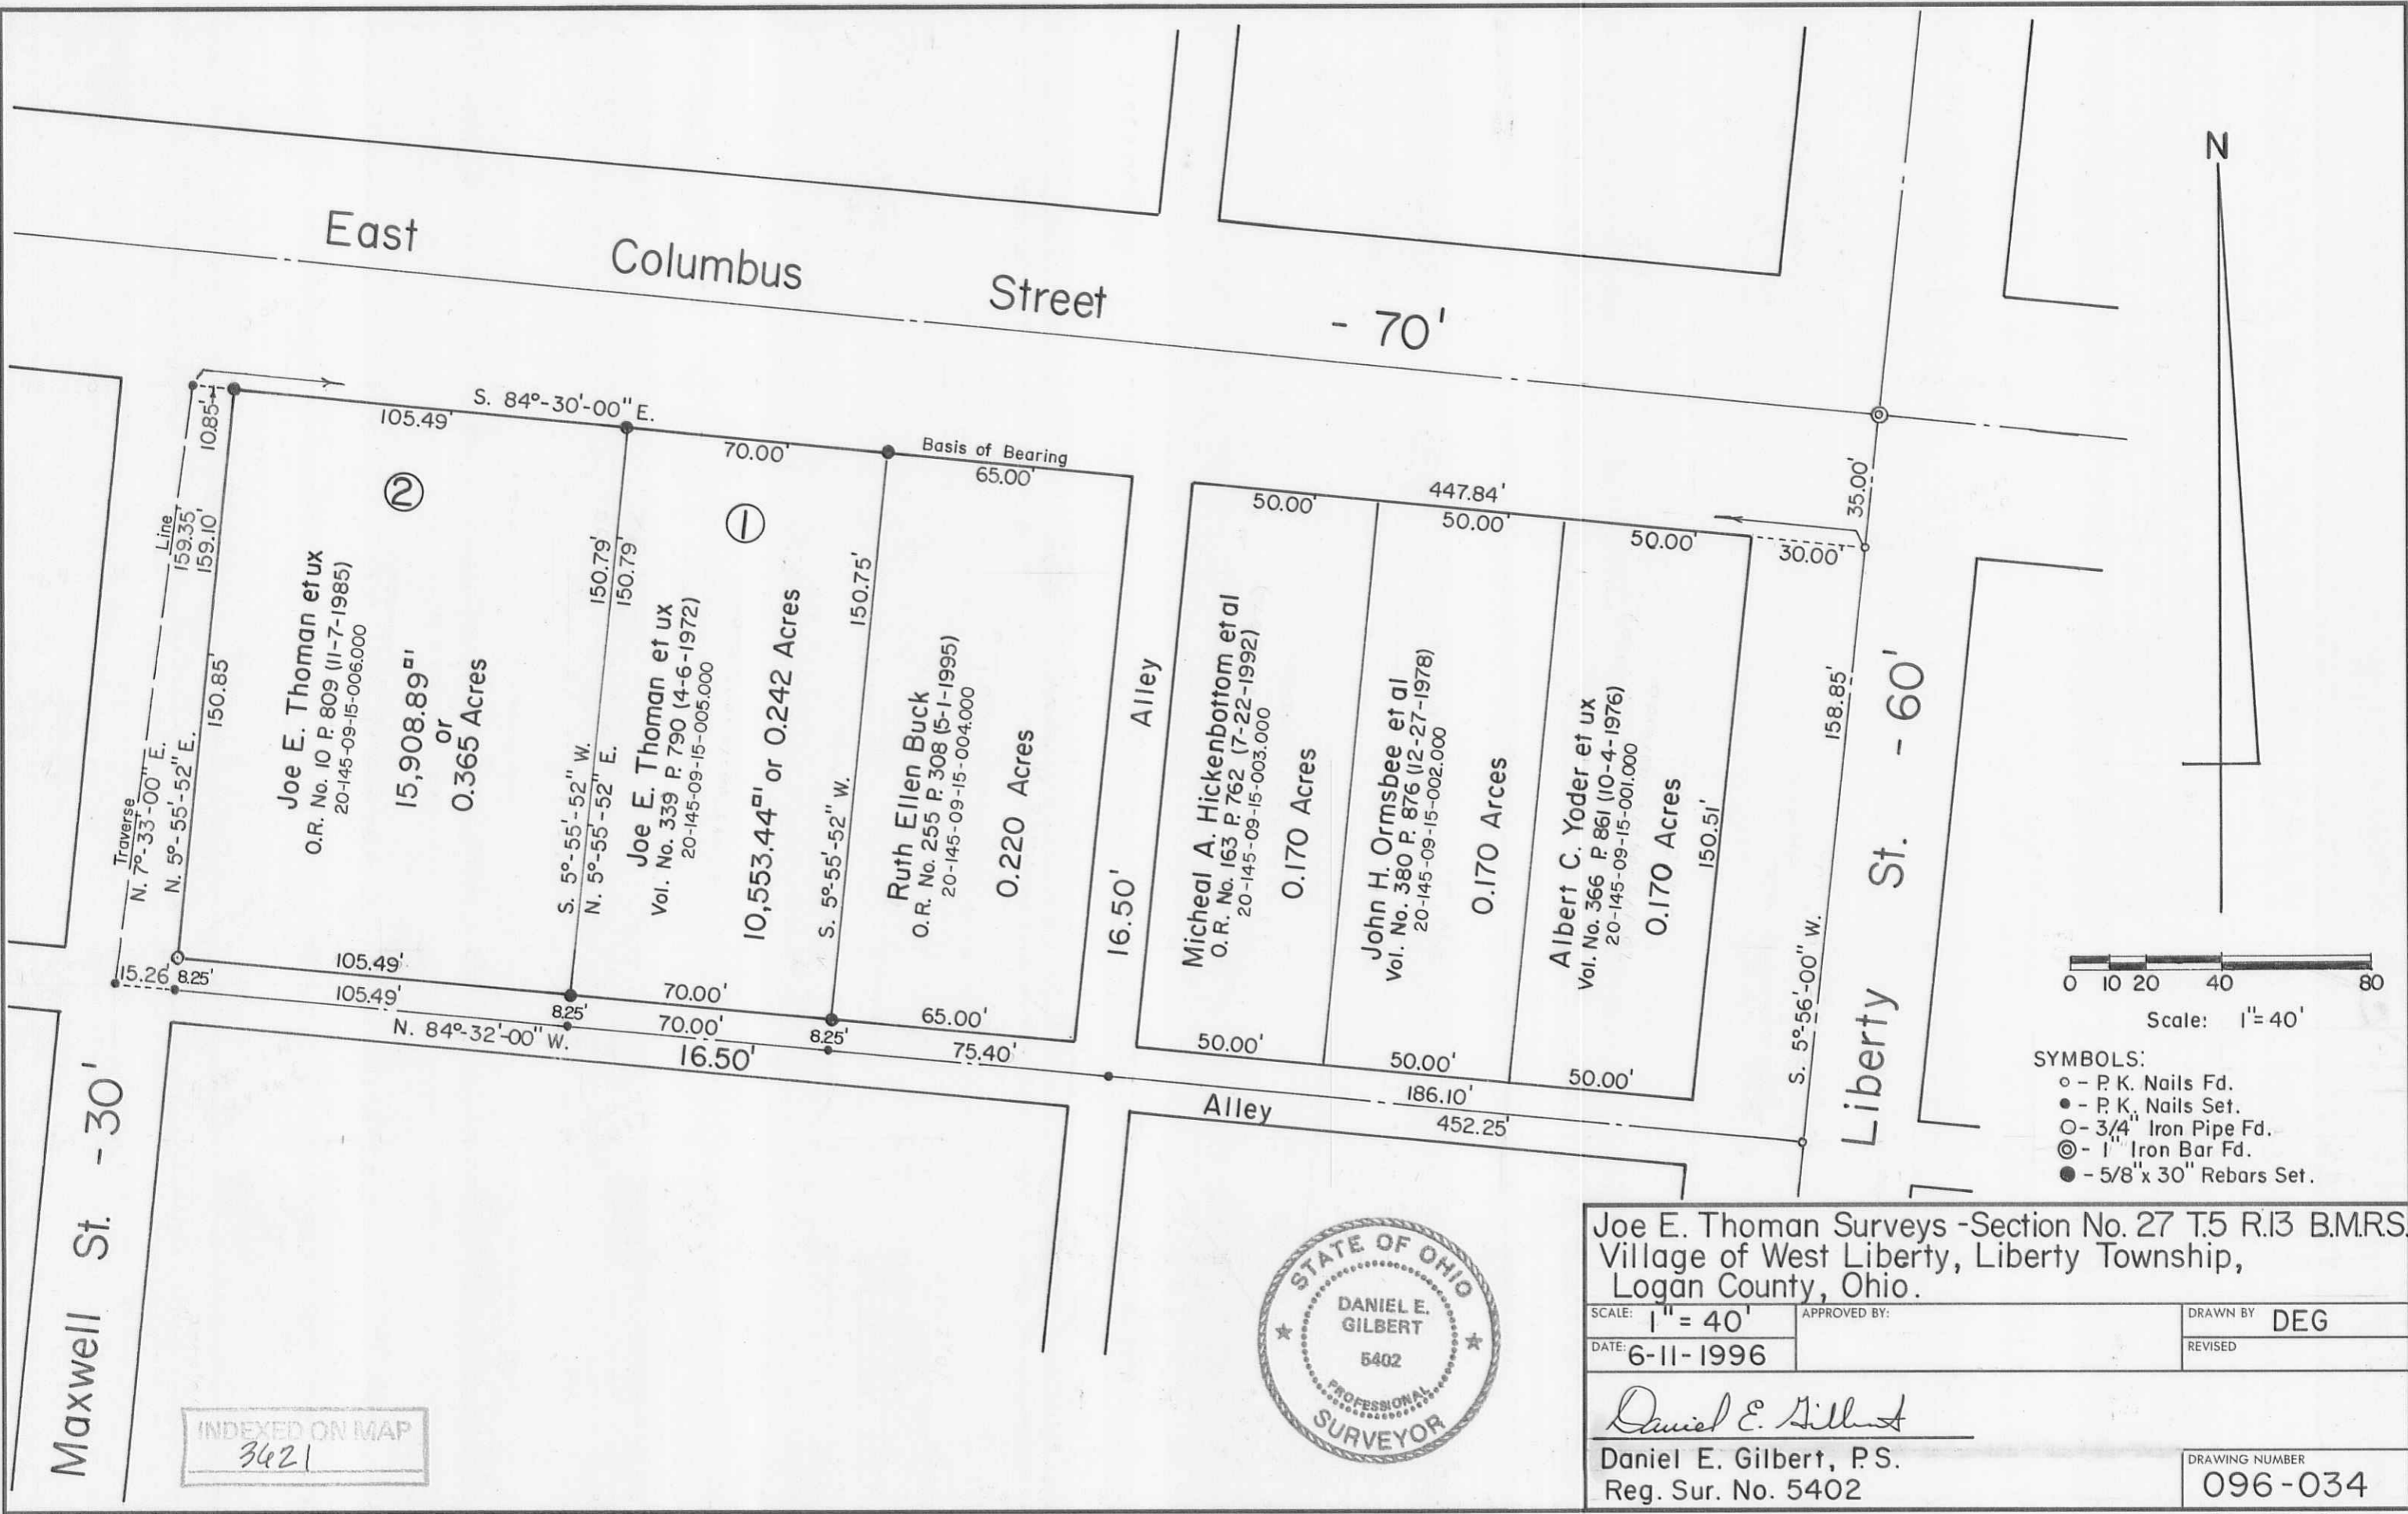 East Columbus Street - 70'
N
S. 84°-30'-00" E.
105.49'
70.00'
Basis of Bearing
65.00'
447.84'
50.00'
50.00'
50.00'
30.00'
35.00'
10.85'
Traverse Line
N. 7°-33'-00" E. 159.35'
159.10'
N. 5°-55'-52" E. 150.85'
②
Joe E. Thoman et ux
O.R. No. 10 P. 809 (11-7-1985)
20-145-09-15-006.000
15,908.89□'
or
0.365 Acres
S. 5°-55'-52" W. 150.79'
N. 5°-55'-52" E. 150.79'
①
Joe E. Thoman et ux
Vol. No. 339 P. 790 (4-6-1972)
20-145-09-15-005.000
10,553.44□' or 0.242 Acres
S. 5°-55'-52" W. 150.75'
Ruth Ellen Buck
O.R. No. 255 P. 308 (5-1-1995)
20-145-09-15-004.000
0.220 Acres
Alley
16.50'
Micheal A. Hickenbottom et al
O.R. No. 163 P. 762 (7-22-1992)
20-145-09-15-003.000
0.170 Acres
John H. Ormsbee et al
Vol. No. 380 P. 876 (12-27-1978)
20-145-09-15-002.000
0.170 Arces
Albert C. Yoder et ux
Vol. No. 366 P. 861 (10-4-1976)
20-145-09-15-001.000
0.170 Acres
150.51'
S. 5°-56'-00" W. 158.85'
Liberty St. - 60'
15.26'
8.25'
105.49'
105.49'
N. 84°-32'-00" W.
8.25'
70.00'
70.00'
16.50'
8.25'
65.00'
75.40'
50.00'
50.00'
50.00'
Alley
186.10'
452.25'
Maxwell St. - 30'
0 10 20 40 80
Scale: 1"=40'
SYMBOLS:
- P.K. Nails Fd.
- P.K. Nails Set.
- 3/4" Iron Pipe Fd.
- 1" Iron Bar Fd.
- 5/8"x 30" Rebars Set.
INDEXED ON MAP
3621
STATE OF OHIO
DANIEL E.
GILBERT
5402
PROFESSIONAL
SURVEYOR
Joe E. Thoman Surveys -Section No. 27 T.5 R.13 B.M.R.S.
Village of West Liberty, Liberty Township,
Logan County, Ohio.
SCALE: 1" = 40'
APPROVED BY:
DRAWN BY DEG
DATE: 6-11-1996
REVISED
Daniel E. Gilbert
Daniel E. Gilbert, P.S.
Reg. Sur. No. 5402
DRAWING NUMBER
096-034